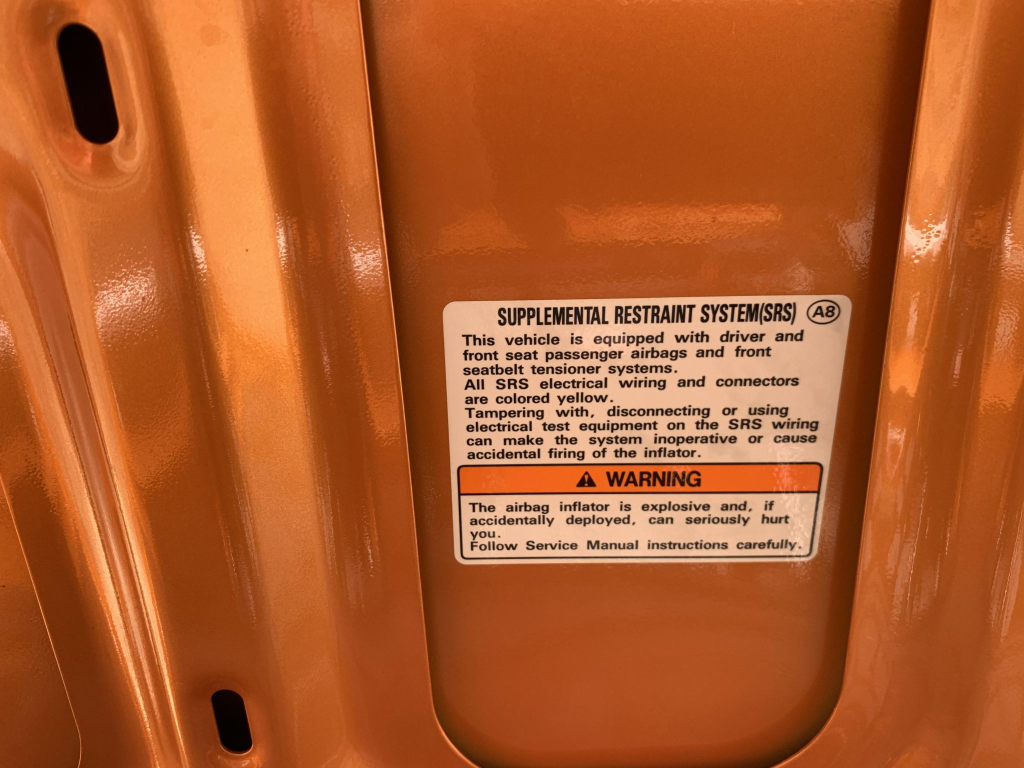 SUPPLEMENTAL RESTRAINT SYSTEM(SRS) A8
This vehicle is equipped with driver and
front seat passenger airbags and front
seatbelt tensioner systems.
All SRS electrical wiring and connectors
are colored yellow.
Tampering with, disconnecting or using
electrical test equipment on the SRS wiring
can make the system inoperative or cause
accidental firing of the inflator.
WARNING
The airbag inflator is explosive and, if
accidentally deployed, can seriously hurt
you.
Follow Service Manual instructions carefully.